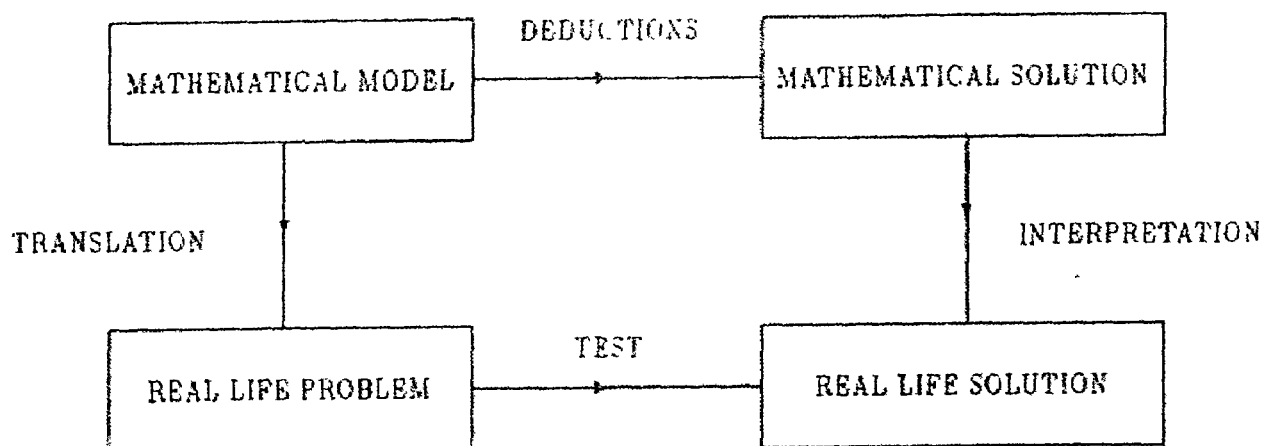 DEDUCTIONS
MATHEMATICAL MODEL
MATHEMATICAL SOLUTION
TRANSLATION
INTERPRETATION
TEST
REAL LIFE PROBLEM
REAL LIFE SOLUTION